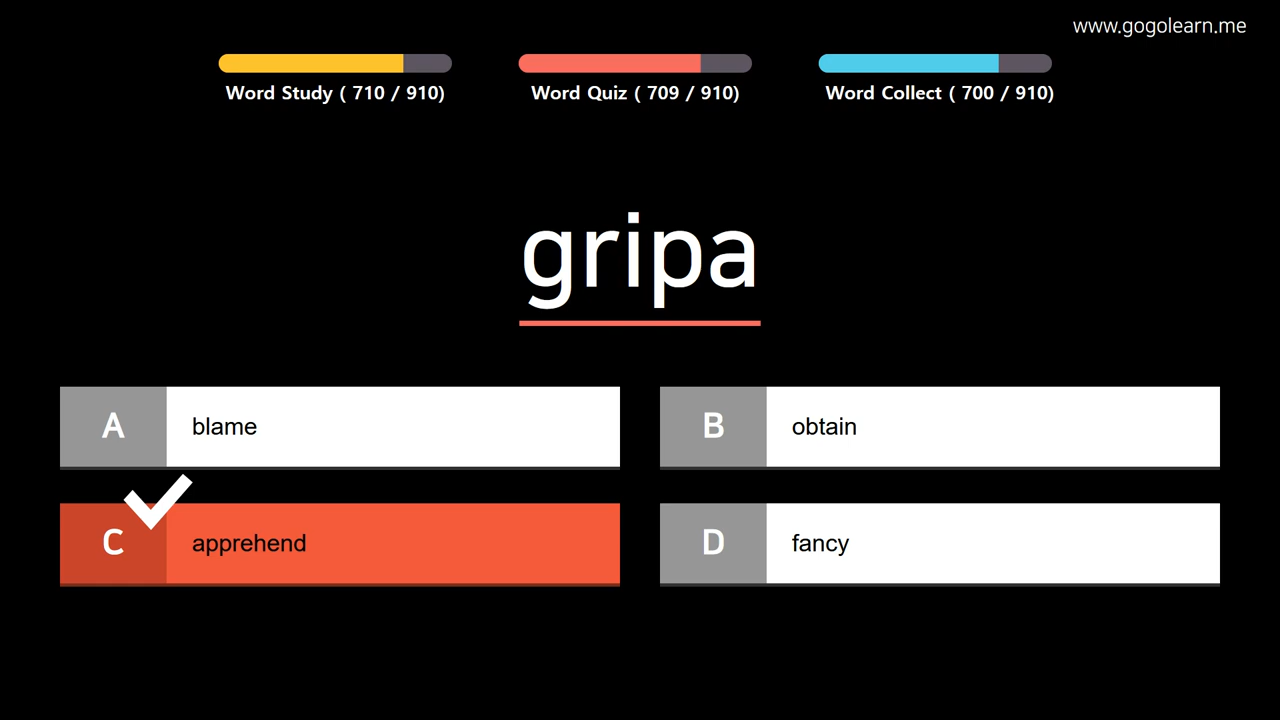 www.gogolearn.me
Word Study ( 710 / 910)
Word Quiz ( 709 / 910)
Word Collect ( 700 / 910)
gripa
A blame
B obtain
C apprehend
D fancy